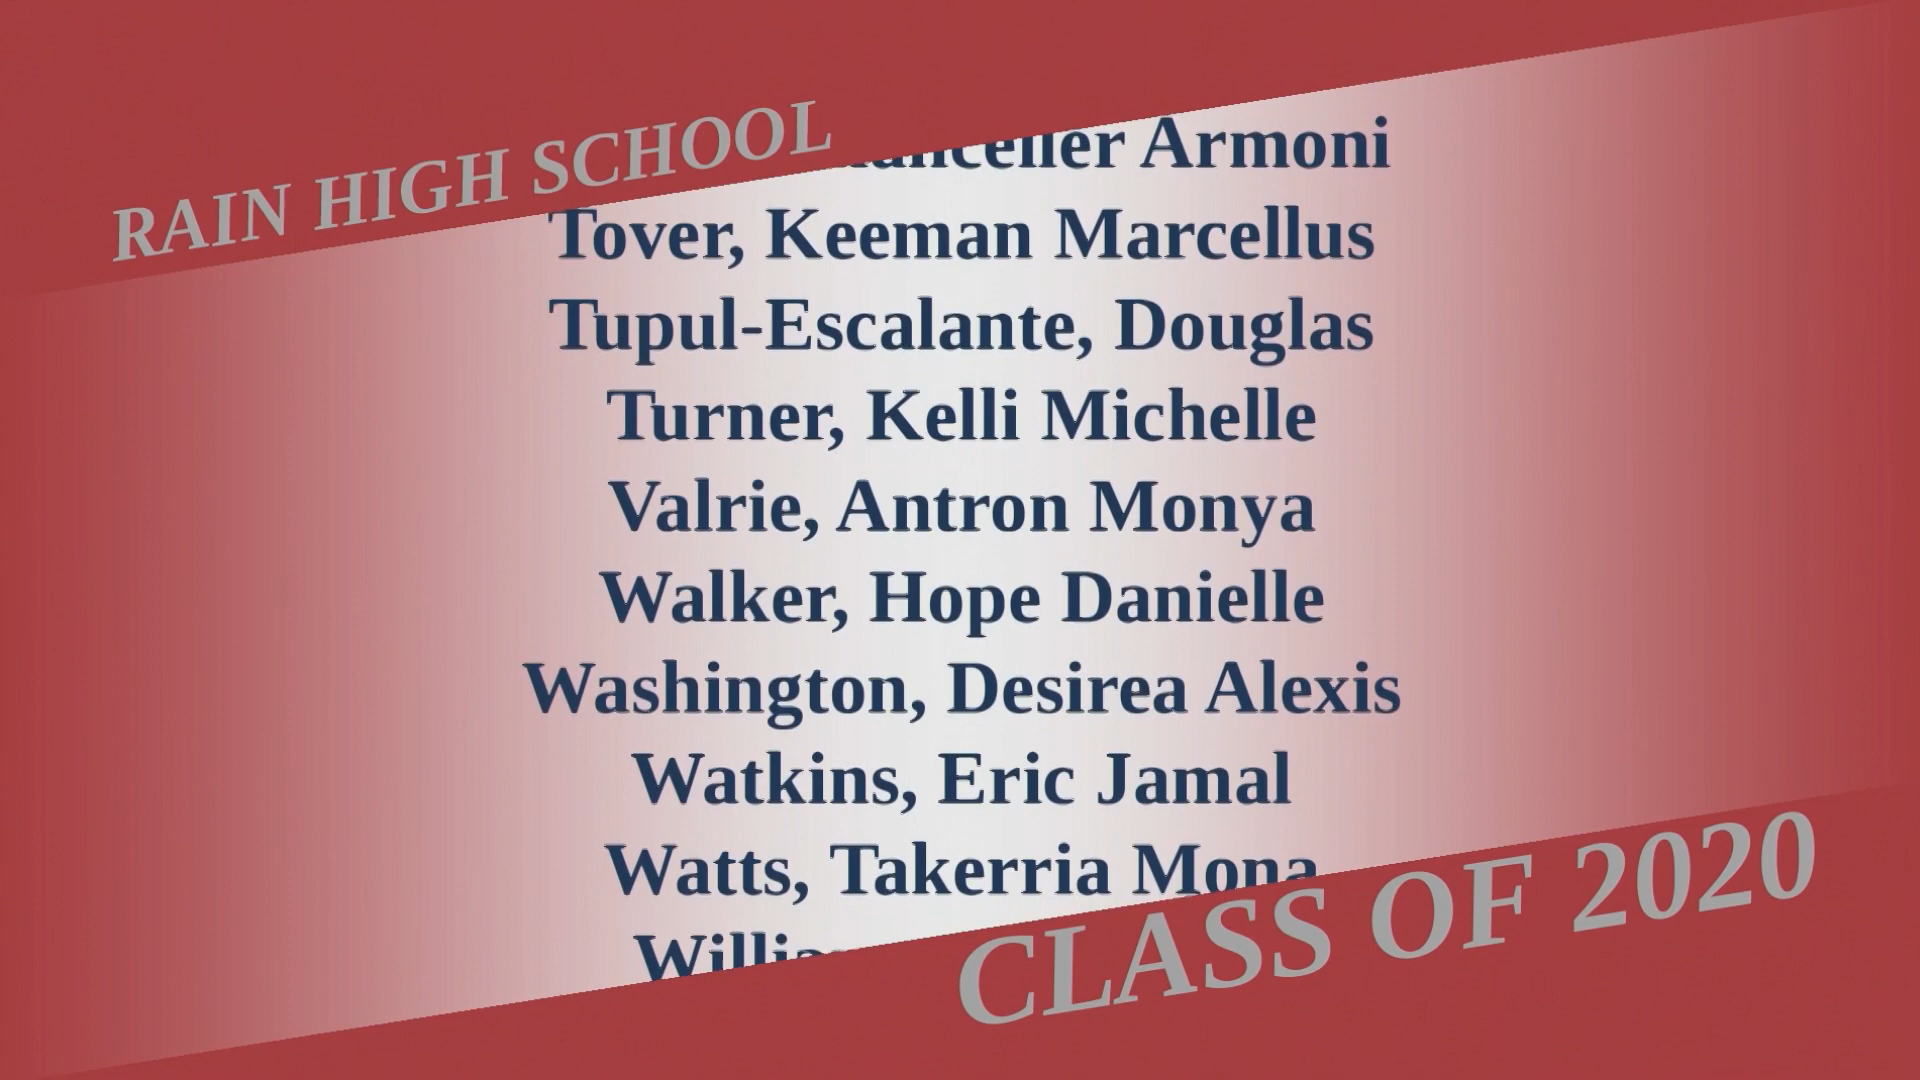 RAIN HIGH SCHOOL
Armoni
Tover, Keeman Marcellus
Tupul-Escalante, Douglas
Turner, Kelli Michelle
Valrie, Antron Monya
Walker, Hope Danielle
Washington, Desirea Alexis
Watkins, Eric Jamal
Watts, Takerria Mona
CLASS OF 2020